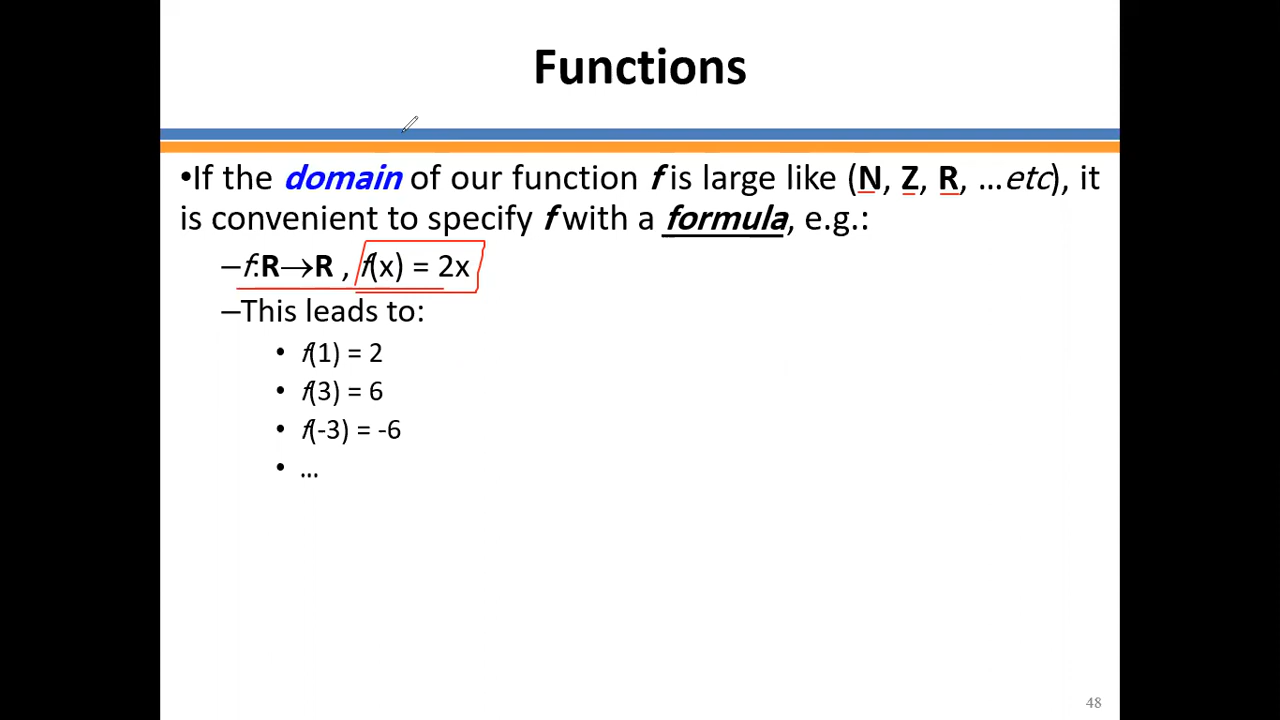 Functions
•If the domain of our function f is large like (N, Z, R, …etc), it
is convenient to specify f with a formula, e.g.:
–f:R→R , f(x) = 2x
–This leads to:
• f(1) = 2
• f(3) = 6
• f(-3) = -6
• …
48